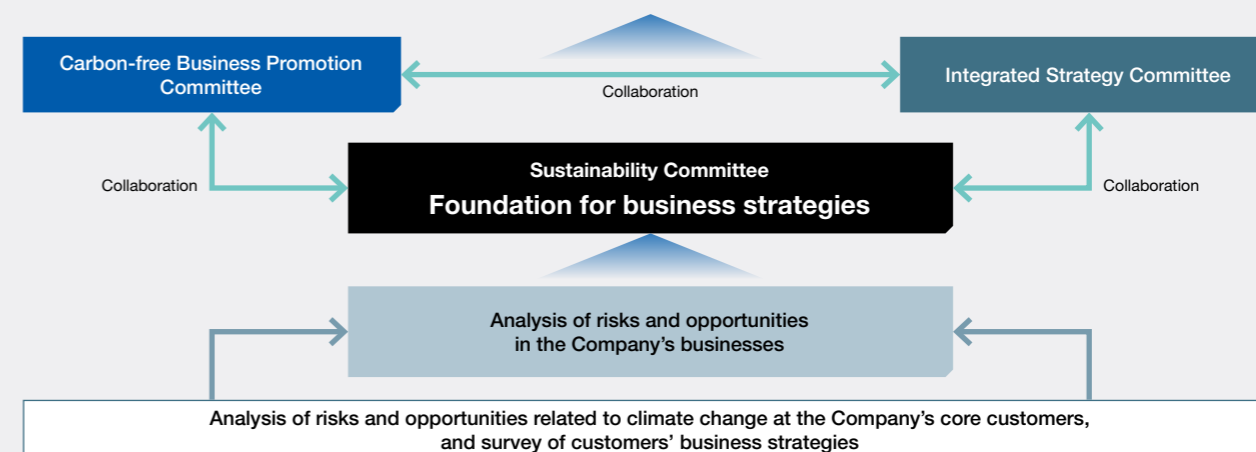 Carbon-free Business Promotion
Committee
Integrated Strategy Committee
Collaboration
Sustainability Committee
Foundation for business strategies
Collaboration
Collaboration
Analysis of risks and opportunities
in the Company's businesses
Analysis of risks and opportunities related to climate change at the Company's core customers,
and survey of customers' business strategies